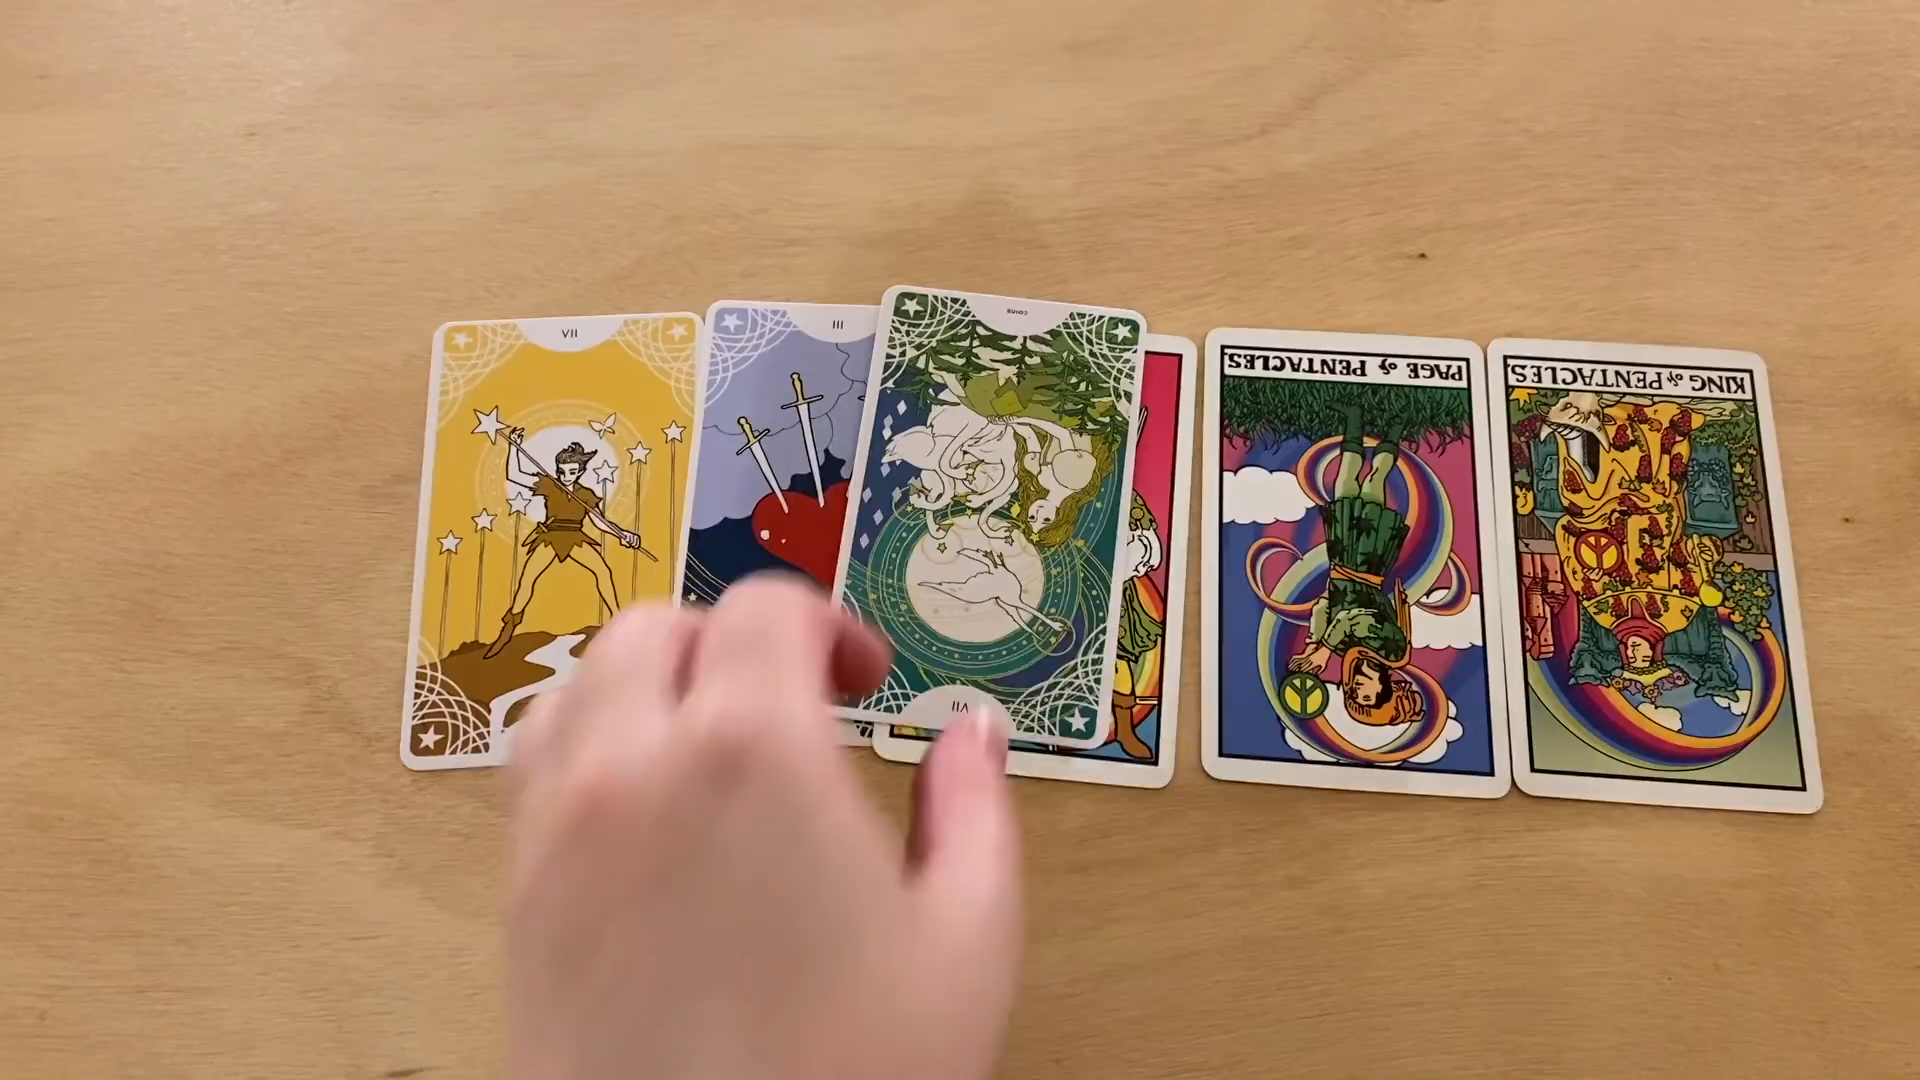 VII
III
COINS
VII
PAGE of PENTACLES.
KING of PENTACLES.